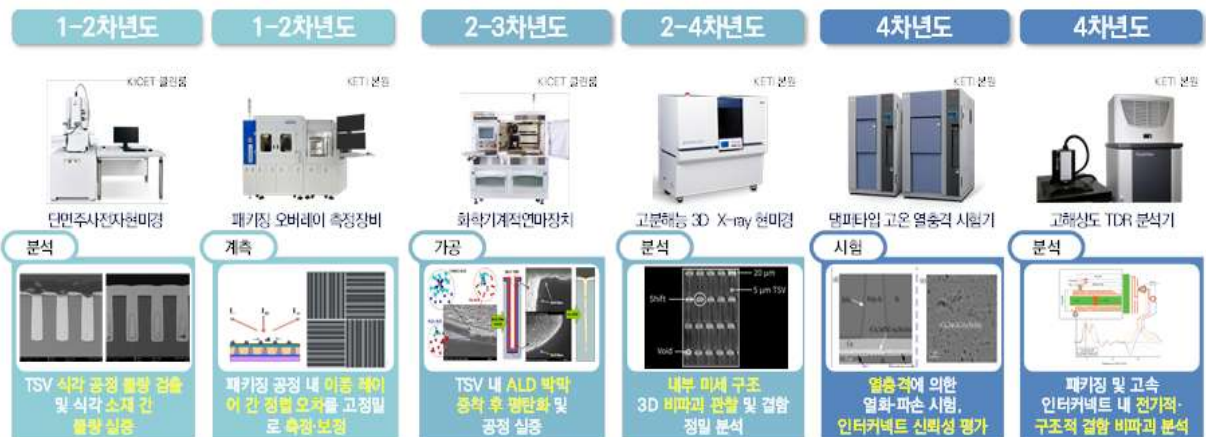 1-2차년도
1-2차년도
2-3차년도
2-4차년도
4차년도
4차년도
KICET 클린룸
KETI 본원
KICET 클린룸
KETI 본원
KETI 본원
KETI 본원
단면주사전자현미경
패키징 오버레이 측정장비
화학기계적연마장치
고분해능 3D X-ray 현미경
댐퍼타입 고온 열충격 시험기
고해상도 TDR 분석기
분석
계측
가공
분석
시험
분석
20 μm
5 μm TSV
Shift
Void
TSV 식각 공정 불량 검출
및 식각 소재 간
불량 실증
패키징 공정 내 이종 레이
어 간 정렬 오차를 고정밀
로 측정·보정
TSV 내 ALD 박막
증착 후 평탄화 및
공정 실증
내부 미세 구조
3D 비파괴 관찰 및 결함
정밀 분석
열충격에 의한
열화·파손 시험,
인터커넥트 신뢰성 평가
패키징 및 고속
인터커넥트 내 전기적·
구조적 결함 비파괴 분석